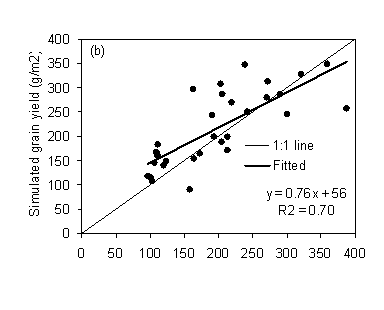 (b)
Simulated grain yield (g/m2)
400
350
300
250
200
150
100
50
0
1:1 line
Fitted
y = 0.76x + 56
R2 = 0.70
0 50 100 150 200 250 300 350 400